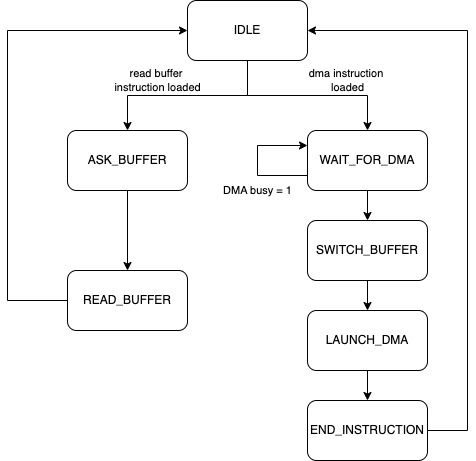 IDLE
read buffer
instruction loaded
dma instruction
loaded
ASK_BUFFER
WAIT_FOR_DMA
DMA busy = 1
SWITCH_BUFFER
READ_BUFFER
LAUNCH_DMA
END_INSTRUCTION